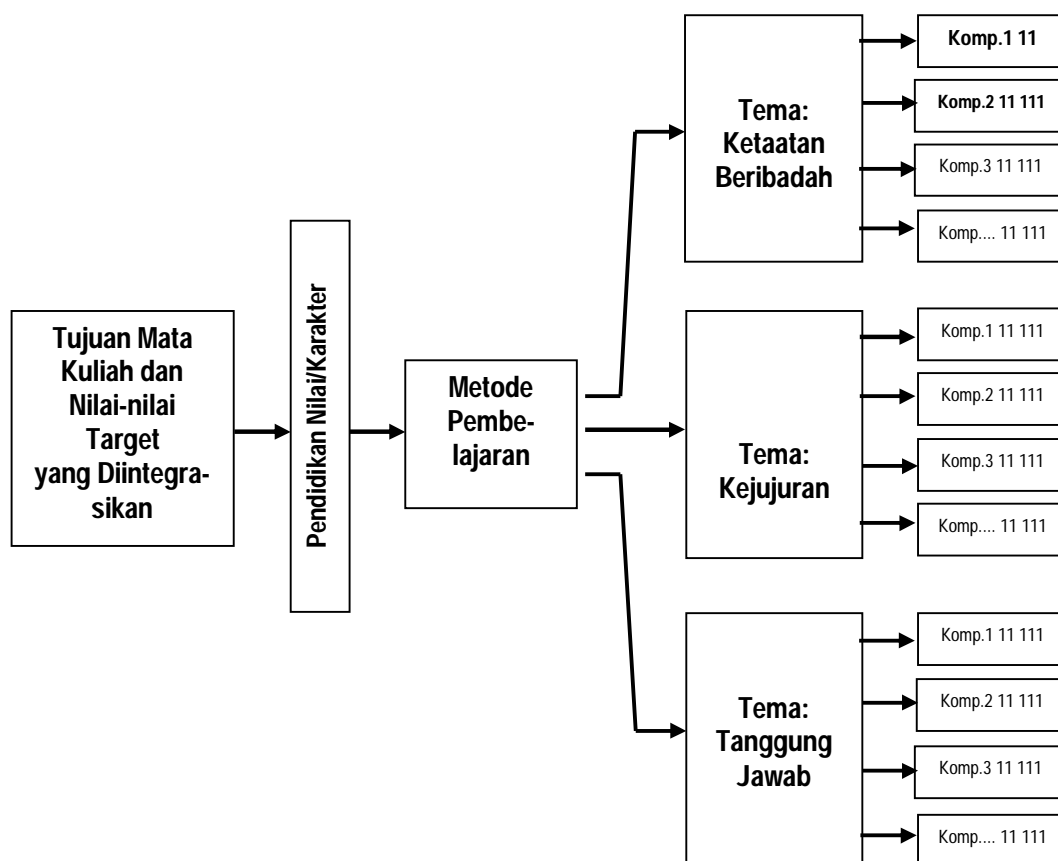 Tujuan Mata
Kuliah dan
Nilai-nilai
Target
yang Diintegra-
sikan
Pendidikan Nilai/Karakter
Metode
Pembe-
lajaran
Tema:
Ketaatan
Beribadah
Komp.1 11
Komp.2 11 111
Komp.3 11 111
Komp.... 11 111
Tema:
Kejujuran
Komp.1 11 111
Komp.2 11 111
Komp.3 11 111
Komp.... 11 111
Tema:
Tanggung
Jawab
Komp.1 11 111
Komp.2 11 111
Komp.3 11 111
Komp.... 11 111